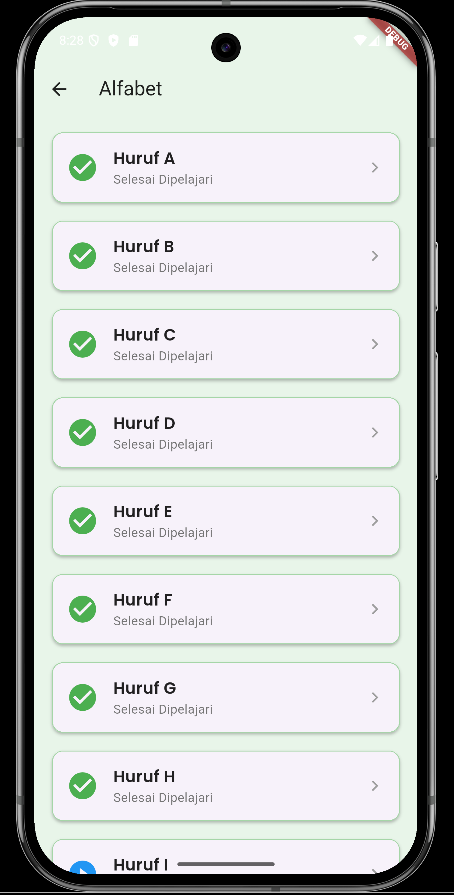 8:28
DEBUG
Alfabet
Huruf A
Selesai Dipelajari
Huruf B
Selesai Dipelajari
Huruf C
Selesai Dipelajari
Huruf D
Selesai Dipelajari
Huruf E
Selesai Dipelajari
Huruf F
Selesai Dipelajari
Huruf G
Selesai Dipelajari
Huruf H
Selesai Dipelajari
Huruf I